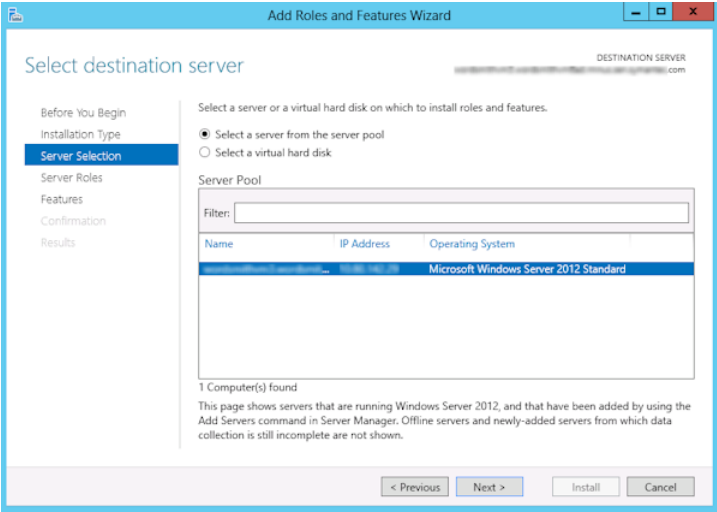 Add Roles and Features Wizard
Select destination server
DESTINATION SERVER
.com
Before You Begin
Installation Type
Server Selection
Server Roles
Features
Confirmation
Results
Select a server or a virtual hard disk on which to install roles and features.
Select a server from the server pool
Select a virtual hard disk
Server Pool
Filter:
Name IP Address Operating System
Microsoft Windows Server 2012 Standard
1 Computer(s) found
This page shows servers that are running Windows Server 2012, and that have been added by using the
Add Servers command in Server Manager. Offline servers and newly-added servers from which data
collection is still incomplete are not shown.
< Previous Next > Install Cancel